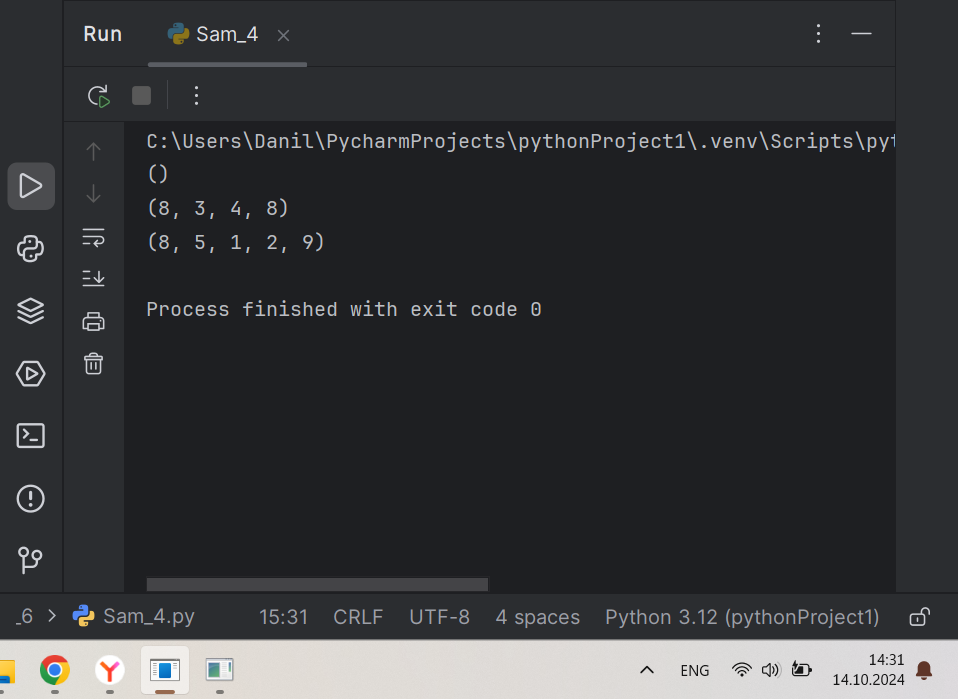 Run Sam_4
C:\Users\Danil\PycharmProjects\pythonProject1\.venv\Scripts\pyt
()
(8, 3, 4, 8)
(8, 5, 1, 2, 9)
Process finished with exit code 0
_6 > Sam_4.py 15:31 CRLF UTF-8 4 spaces Python 3.12 (pythonProject1)
ENG 14:31
14.10.2024